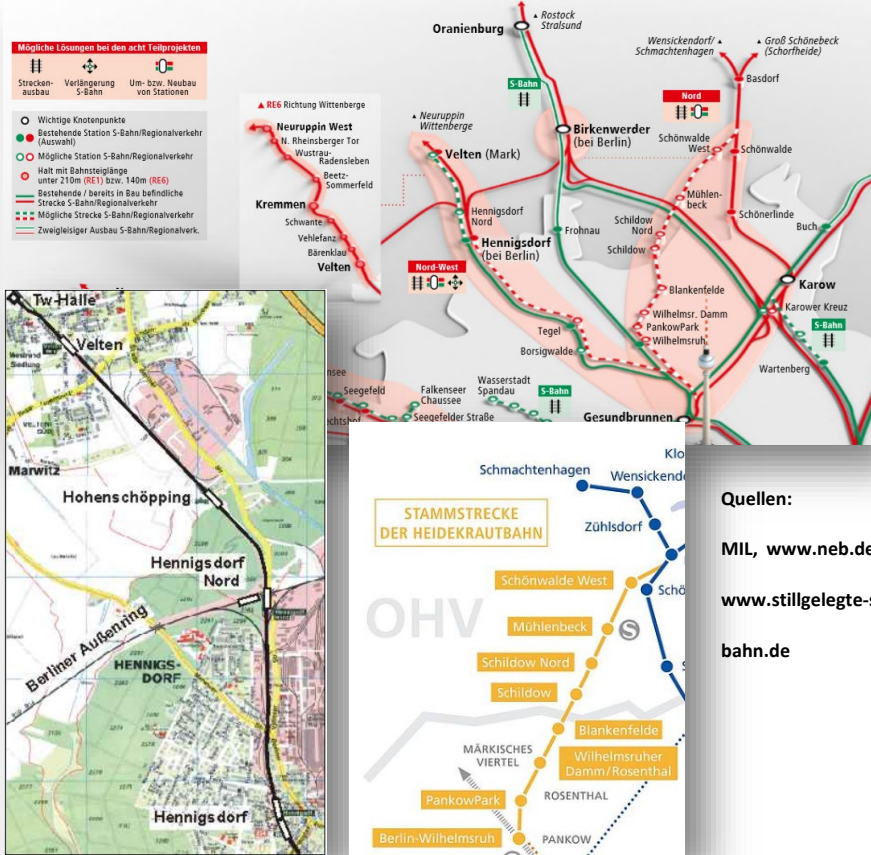 Mögliche Lösungen bei den acht Teilprojekten
Strecken-
ausbau
Verlängerung
S-Bahn
Um- bzw. Neubau
von Stationen
Wichtige Knotenpunkte
Bestehende Station S-Bahn/Regionalverkehr
(Auswahl)
Mögliche Station S-Bahn/Regionalverkehr
Halt mit Bahnsteiglänge
unter 210m (RE1) bzw. 140m (RE6)
Bestehende / bereits in Bau befindliche
Strecke S-Bahn/Regionalverkehr
Mögliche Strecke S-Bahn/Regionalverkehr
Zweigleisiger Ausbau S-Bahn/Regionalverk.
▲ RE6 Richtung Wittenberge
Neuruppin West
N. Rheinsberger Tor
Wustrau-
Radensleben
Beetz-
Sommerfeld
Kremmen
Schwante
Vehlefanz
Bärenklau
Velten
Oranienburg
▲ Rostock
Stralsund
S-Bahn
▲ Neuruppin
Wittenberge
Velten (Mark)
Birkenwerder
(bei Berlin)
Hennigsdorf
Nord
Hennigsdorf
(bei Berlin)
Nord-West
Frohnau
Tegel
Borsigwalde
Wensickendorf/ ▲
Schmachtenhagen
▲ Groß Schönebeck
(Schorfheide)
Basdorf
Nord
Schönwalde
West
Schönwalde
Mühlen-
beck
Schönerlinde
Schildow
Nord
Schildow
Buch
Blankenfelde
Karow
Wilhelmsr. Damm
PankowPark
Wilhelmsruh
Karower Kreuz
S-Bahn
Wartenberg
Gesundbrunnen
Seegefeld
Falkenseer
Chaussee
Seegefelder Straße
Wasserstadt
Spandau
S-Bahn
Tw-Halle
Velten
Marwitz
Hohenschöpping
Hennigsdorf
Nord
Berliner Außenring
HENNIGS-
DORF
Hennigsdorf
STAMMSTRECKE
DER HEIDEKRAUTBAHN
Schmachtenhagen
Zühlsdorf
Schönwalde West
OHV
Mühlenbeck
S
Schildow Nord
Schildow
Blankenfelde
MÄRKISCHES
VIERTEL
Wilhelmsruher
Damm/Rosenthal
PankowPark
ROSENTHAL
Berlin-Wilhelmsruh
PANKOW
Quellen:
MIL, www.neb.de
www.stillgelegte-s
bahn.de